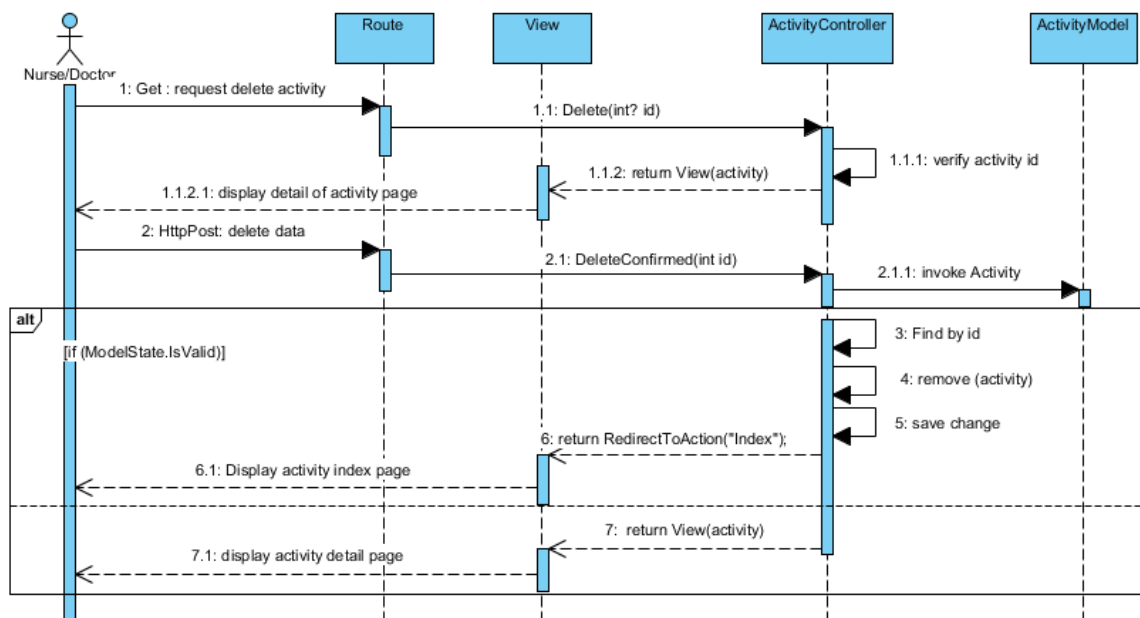 Route
View
ActivityController
ActivityModel
Nurse/Doctor
1: Get : request delete activity
1.1: Delete(int? id)
1.1.1: verify activity id
1.1.2: return View(activity)
1.1.2.1: display detail of activity page
2: HttpPost: delete data
2.1: DeleteConfirmed(int id)
2.1.1: invoke Activity
alt
[if (ModelState.IsValid)]
3: Find by id
4: remove (activity)
5: save change
6: return RedirectToAction("Index");
6.1: Display activity index page
7: return View(activity)
7.1: display activity detail page